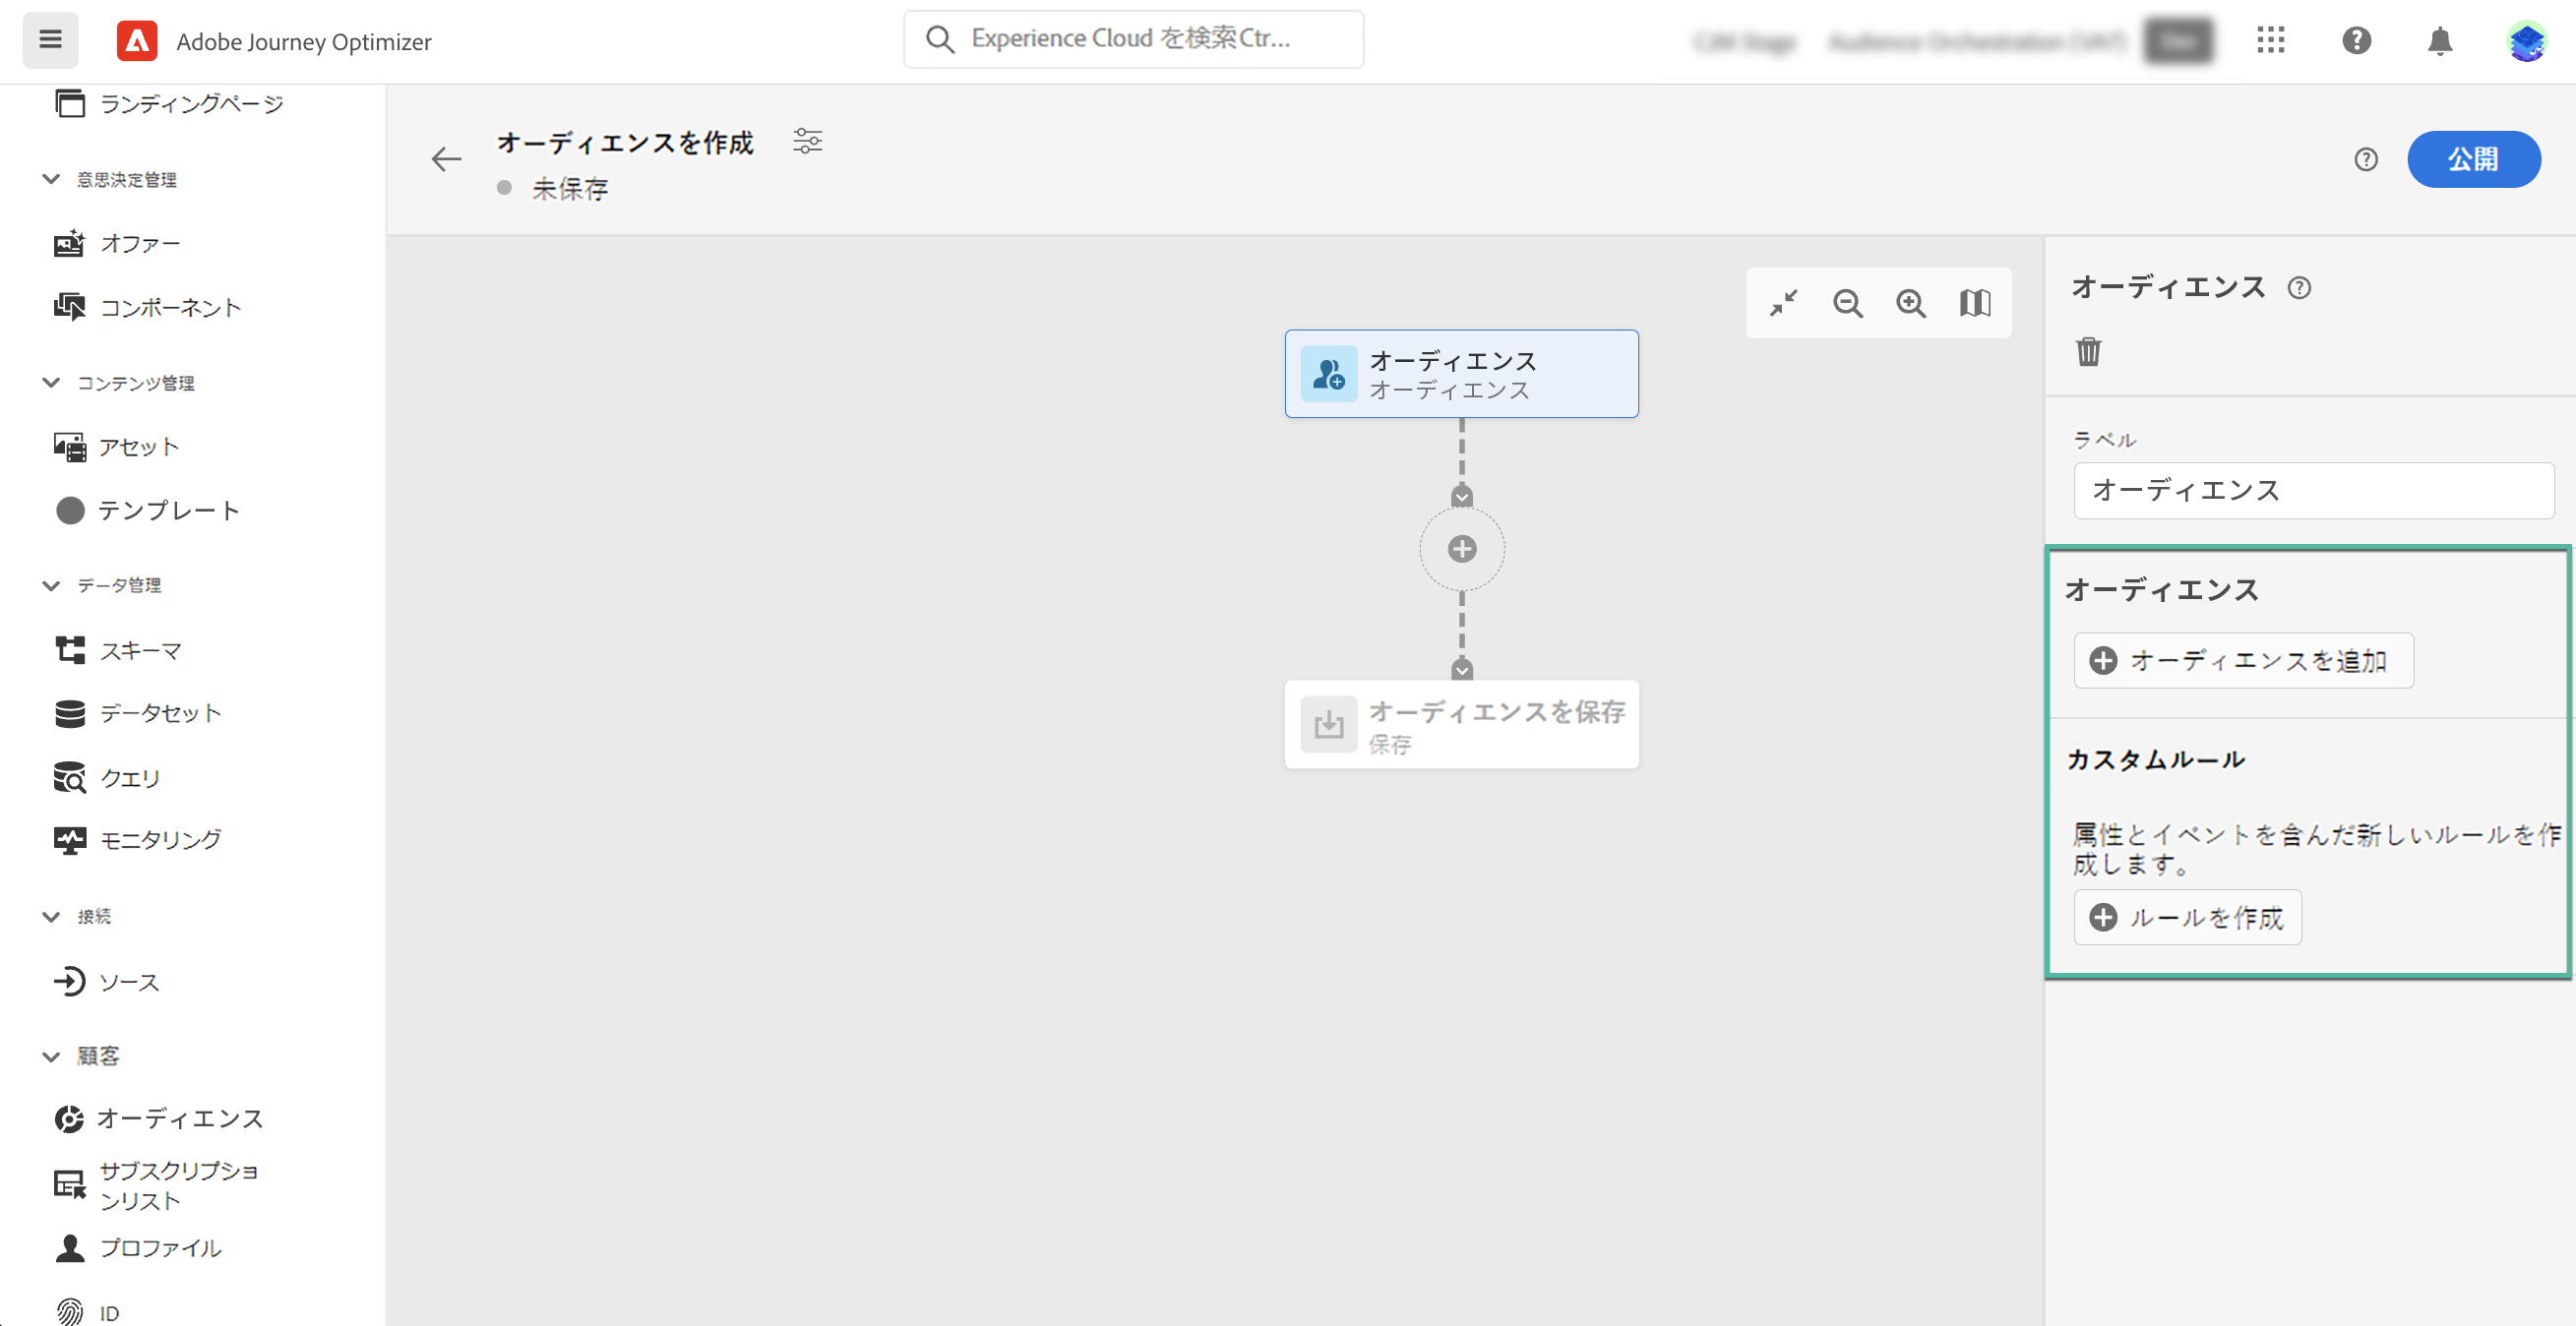 Adobe Journey Optimizer
Experience Cloud を検索Ctr...
ランディングページ
意思決定管理
オファー
コンポーネント
コンテンツ管理
アセット
テンプレート
データ管理
スキーマ
データセット
クエリ
モニタリング
接続
ソース
顧客
オーディエンス
サブスクリプショ
ンリスト
プロファイル
ID
オーディエンスを作成
未保存
公開
オーディエンス
オーディエンス
オーディエンスを保存
保存
オーディエンス
ラベル
オーディエンス
オーディエンス
オーディエンスを追加
カスタムルール
属性とイベントを含んだ新しいルールを作
成します。
ルールを作成